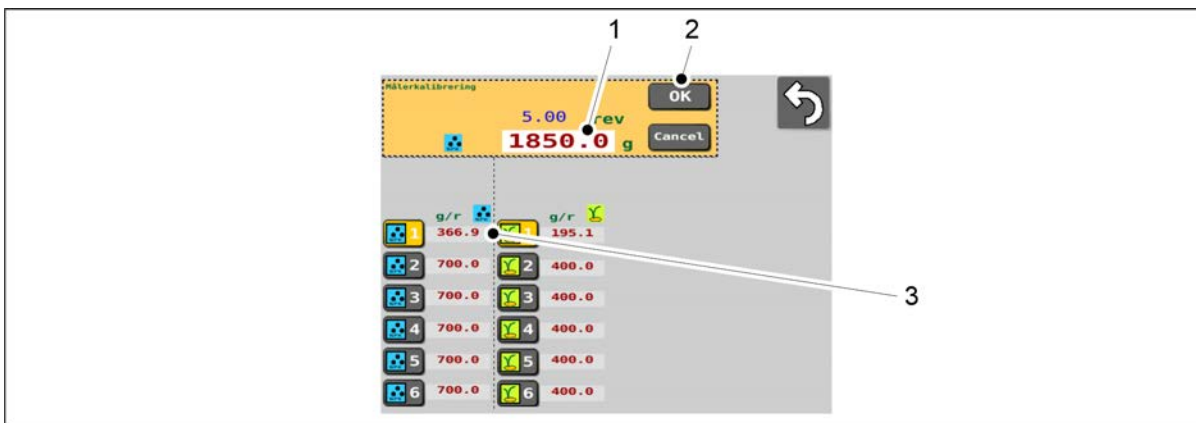 1 2
Målerkalibrering
OK
5.00 rev
1850.0 g
Cancel
g/r g/r
1 366.9 1 195.1
3
2 700.0 2 400.0
3 700.0 3 400.0
4 700.0 4 400.0
5 700.0 5 400.0
6 700.0 6 400.0